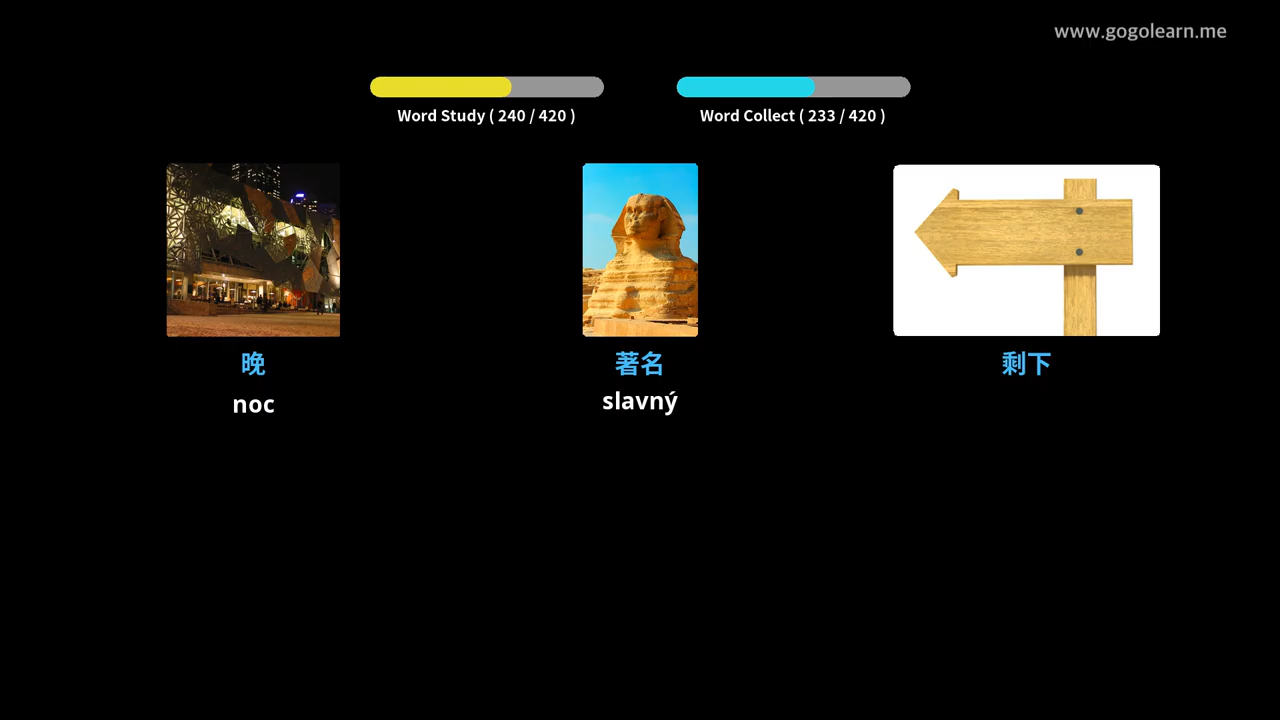 www.gogolearn.me
Word Study ( 240 / 420 )
Word Collect ( 233 / 420 )
晚
著名
剩下
noc
slavný